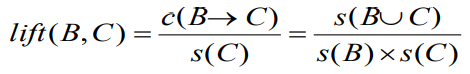 lift(B,C) = c(B→ C) / s(C) = s(B∪ C) / s(B)×s(C)